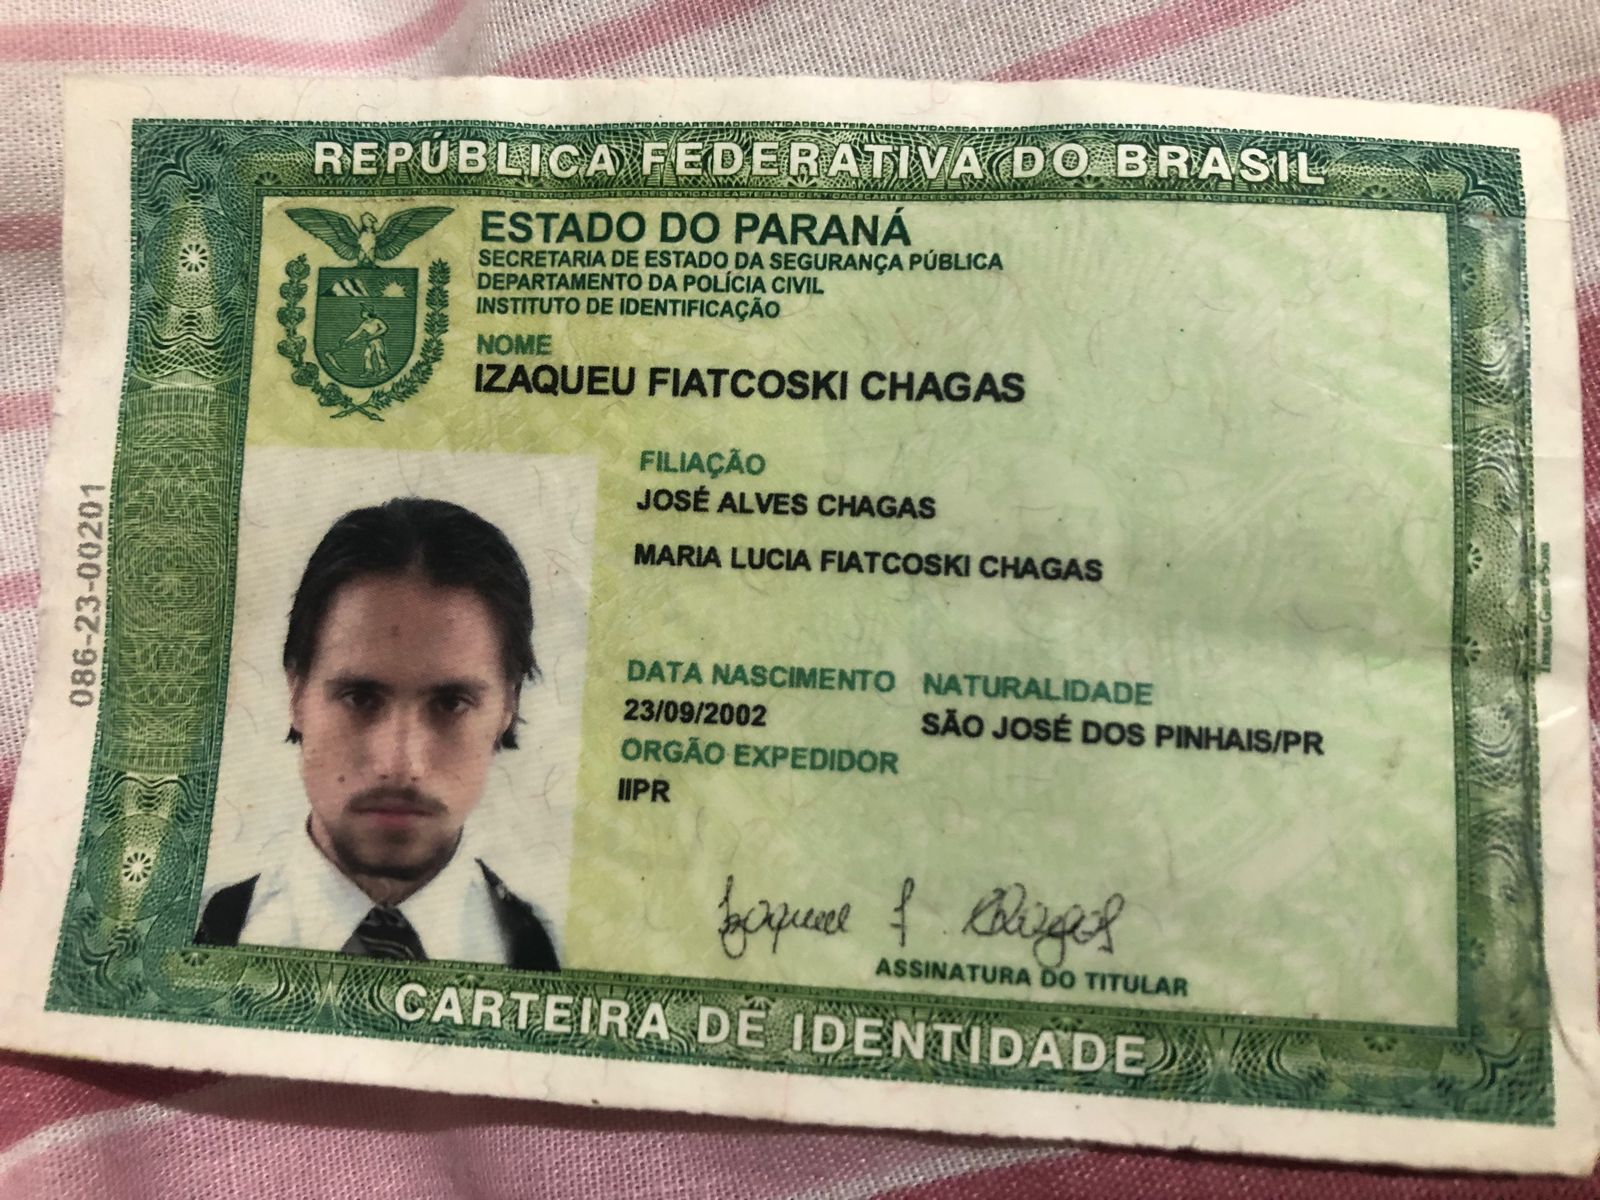 REPÚBLICA FEDERATIVA DO BRASIL
ESTADO DO PARANÁ
SECRETARIA DE ESTADO DA SEGURANÇA PÚBLICA
DEPARTAMENTO DA POLÍCIA CIVIL
INSTITUTO DE IDENTIFICAÇÃO
NOME
IZAQUEU FIATCOSKI CHAGAS
FILIAÇÃO
JOSÉ ALVES CHAGAS
MARIA LUCIA FIATCOSKI CHAGAS
DATA NASCIMENTO NATURALIDADE
23/09/2002 SÃO JOSÉ DOS PINHAIS/PR
ORGÃO EXPEDIDOR
IIPR
Izaqueu F Chagas
ASSINATURA DO TITULAR
CARTEIRA DE IDENTIDADE
086-23-00201